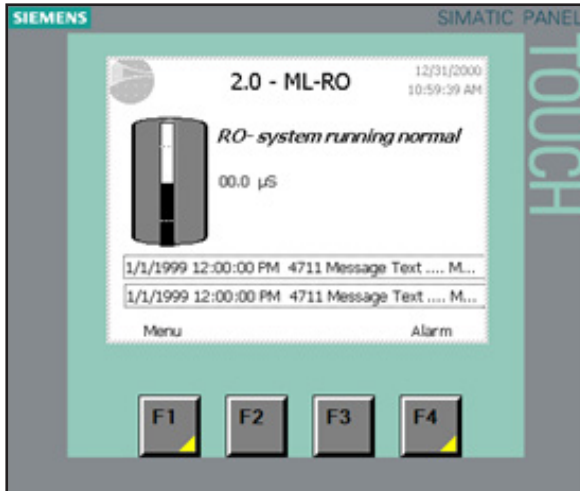 SIEMENS
SIMATIC PANEL
TOUCH
2.0 - ML-RO
12/31/2000
10:59:39 AM
RO- system running normal
00.0 µS
1/1/1999 12:00:00 PM 4711 Message Text .... M...
1/1/1999 12:00:00 PM 4711 Message Text .... M...
Menu Alarm
F1 F2 F3 F4